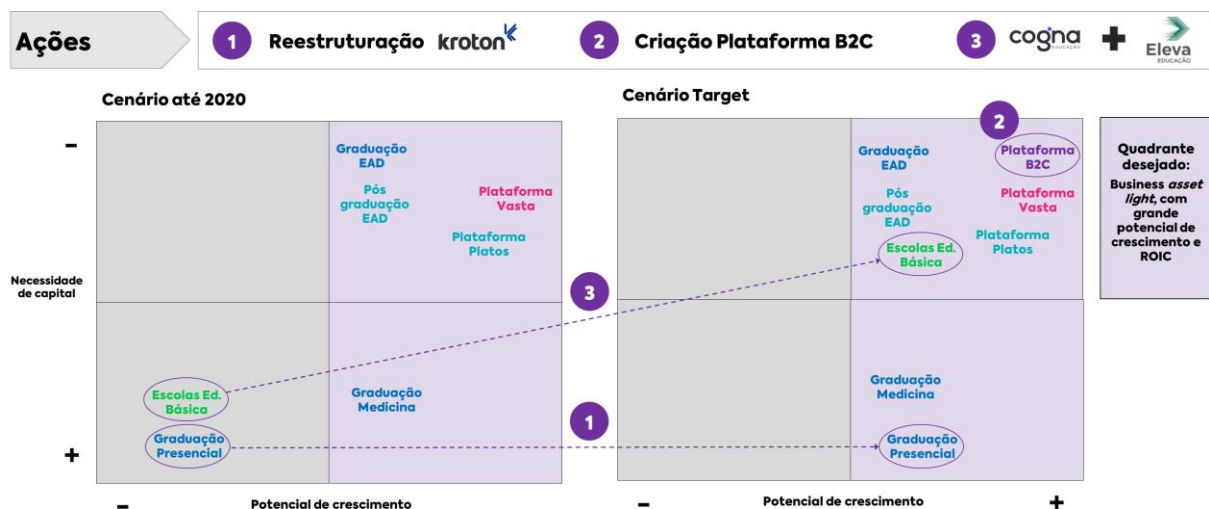 Ações
1 Reestruturação kroton
2 Criação Plataforma B2C
3 cogna
EDUCAÇÃO
+
Eleva
EDUCAÇÃO
Cenário até 2020
-
Necessidade
de capital
+
Graduação
EAD
Pós
graduação
EAD
Plataforma
Vasta
Plataforma
Platos
Escolas Ed.
Básica
Graduação
Presencial
Graduação
Medicina
-
Potencial de crescimento
3
1
Cenário Target
2
Graduação
EAD
Plataforma
B2C
Pós
graduação
EAD
Plataforma
Vasta
Plataforma
Platos
Escolas Ed.
Básica
Graduação
Medicina
Graduação
Presencial
-
Potencial de crescimento
+
Quadrante
desejado:
Business asset
light, com
grande
potencial de
crescimento e
ROIC